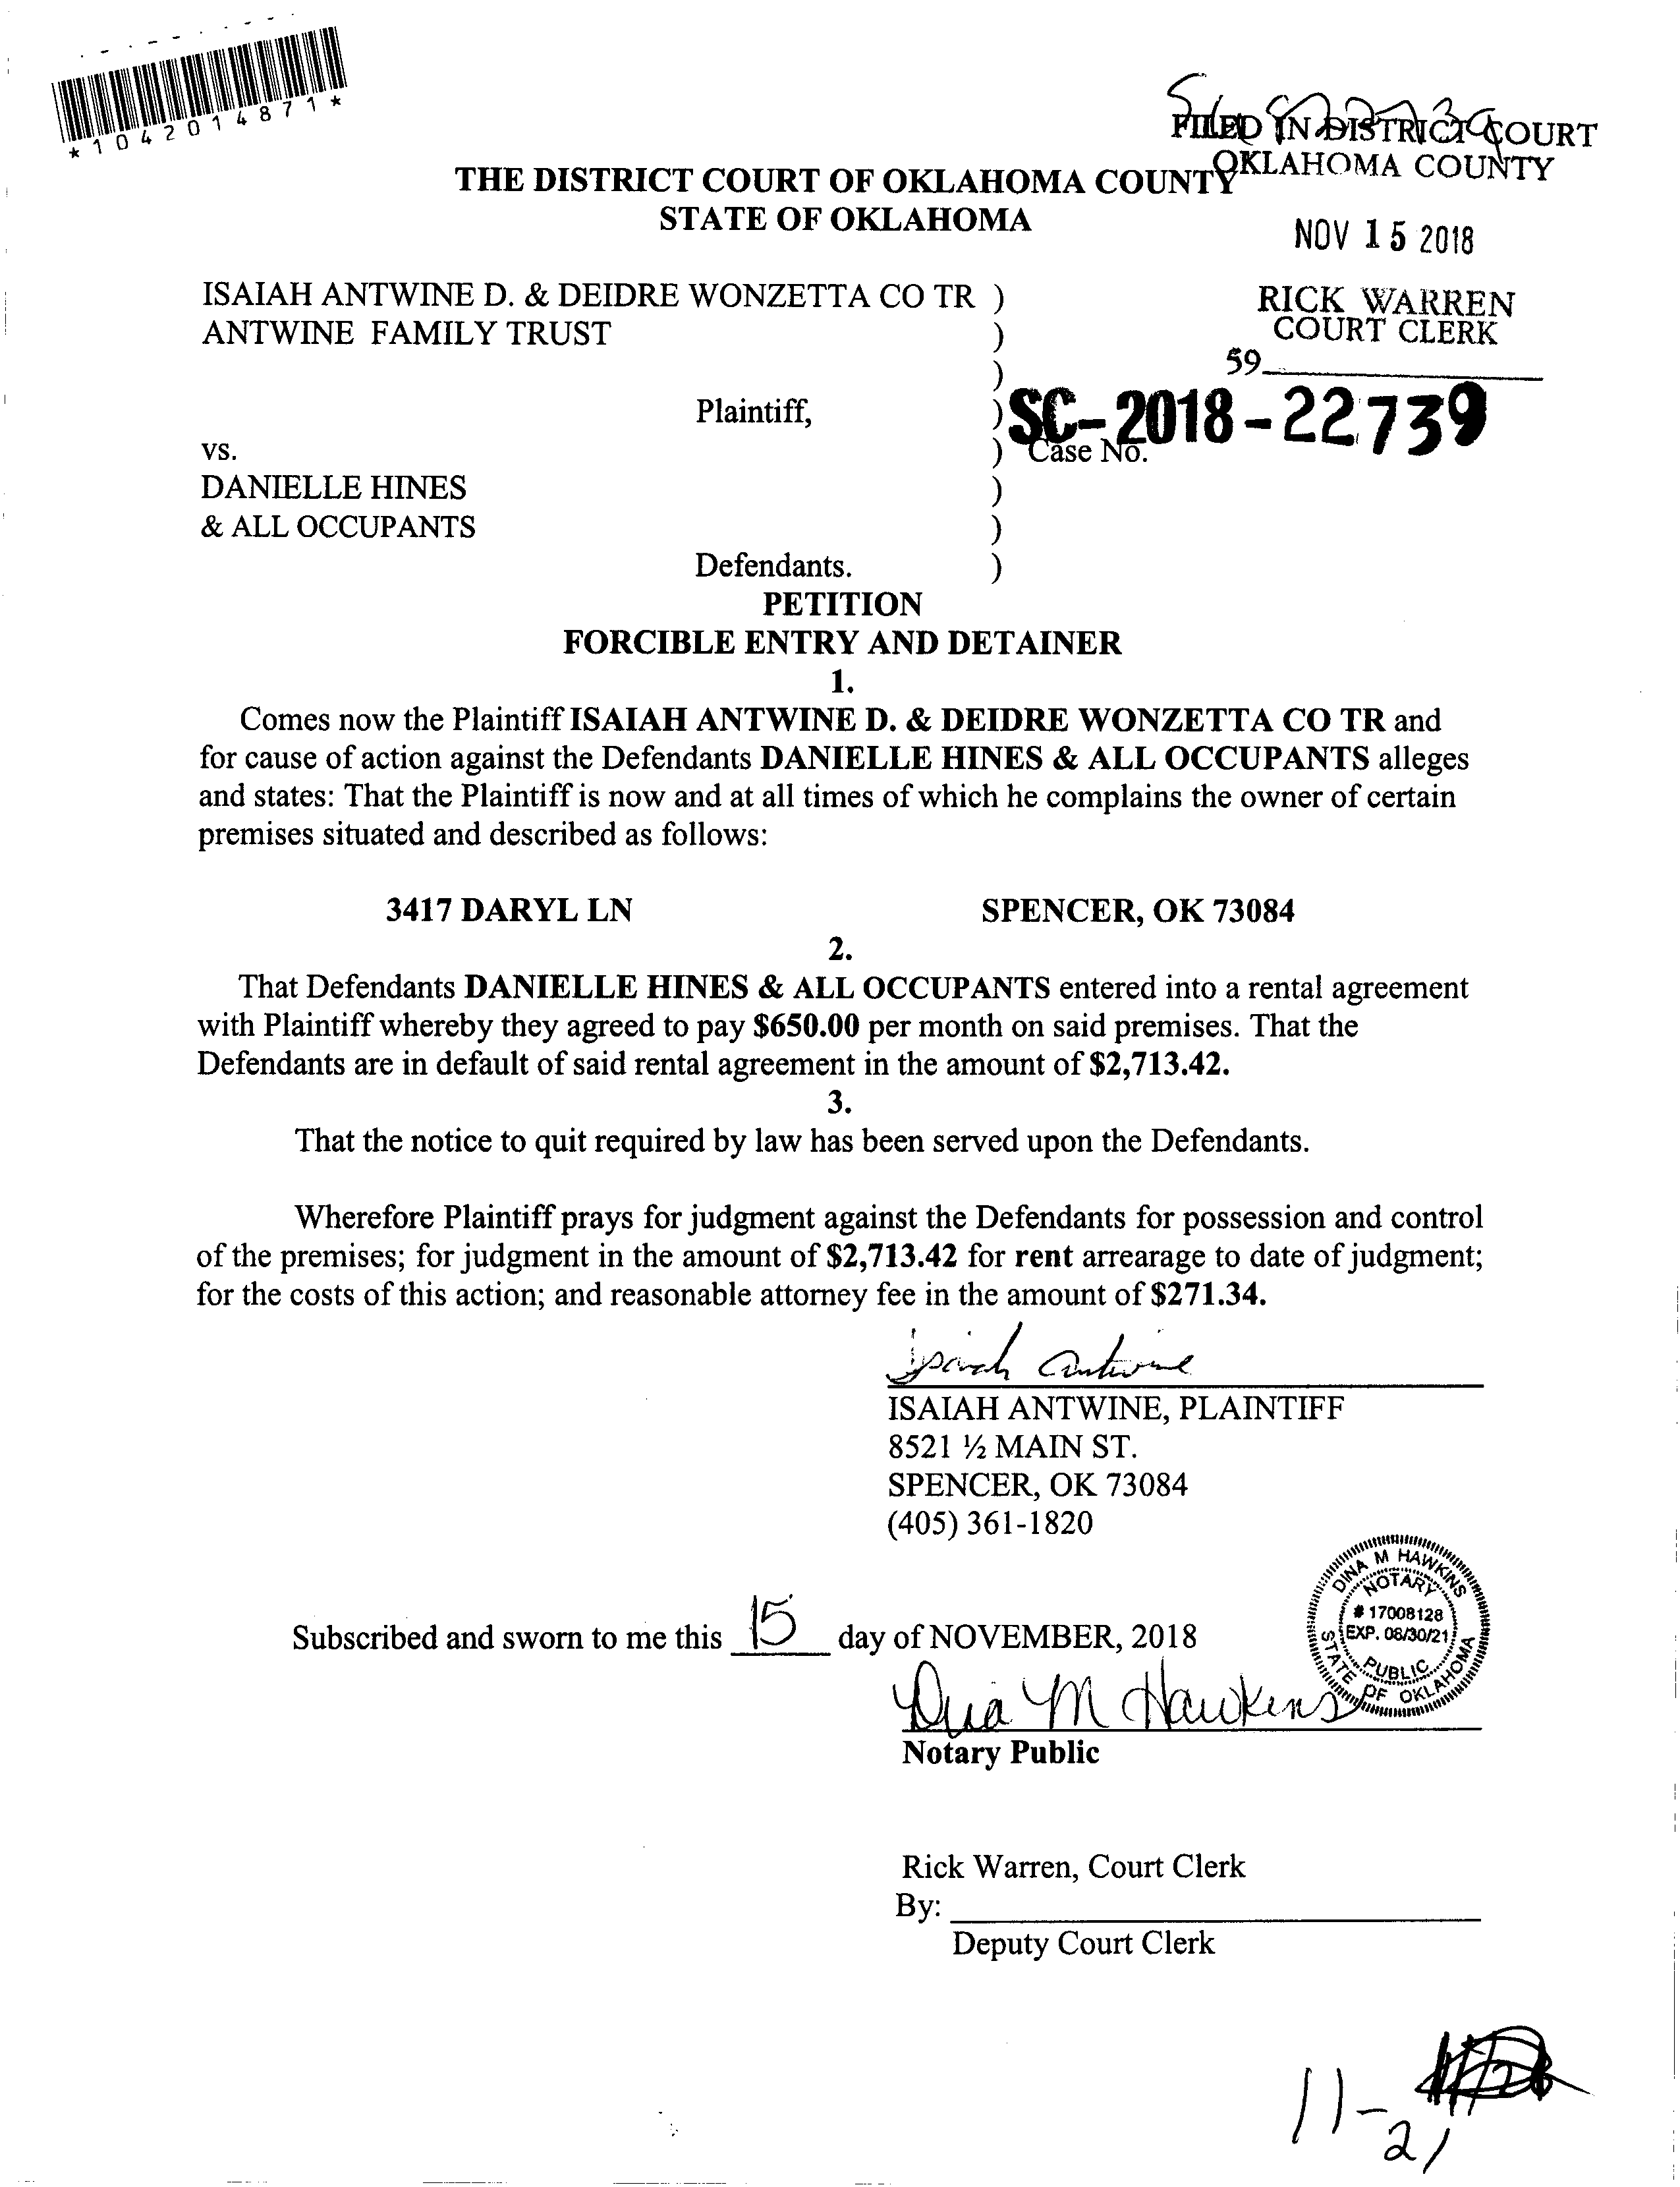 *1042014871*
FILED IN DISTRICT COURT
OKLAHOMA COUNTY
THE DISTRICT COURT OF OKLAHOMA COUNTY
STATE OF OKLAHOMA
NOV 15 2018
ISAIAH ANTWINE D. & DEIDRE WONZETTA CO TR )
ANTWINE FAMILY TRUST )
)
RICK WARREN
COURT CLERK
59
Plaintiff, )
SC-2018-22739
vs. ) Case No.
DANIELLE HINES )
& ALL OCCUPANTS )
Defendants. )
PETITION
FORCIBLE ENTRY AND DETAINER
1.
Comes now the Plaintiff ISAIAH ANTWINE D. & DEIDRE WONZETTA CO TR and
for cause of action against the Defendants DANIELLE HINES & ALL OCCUPANTS alleges
and states: That the Plaintiff is now and at all times of which he complains the owner of certain
premises situated and described as follows:
3417 DARYL LN SPENCER, OK 73084
2.
That Defendants DANIELLE HINES & ALL OCCUPANTS entered into a rental agreement
with Plaintiff whereby they agreed to pay $650.00 per month on said premises. That the
Defendants are in default of said rental agreement in the amount of $2,713.42.
3.
That the notice to quit required by law has been served upon the Defendants.
Wherefore Plaintiff prays for judgment against the Defendants for possession and control
of the premises; for judgment in the amount of $2,713.42 for rent arrearage to date of judgment;
for the costs of this action; and reasonable attorney fee in the amount of $271.34.
Isaiah Antwine
ISAIAH ANTWINE, PLAINTIFF
8521 ½ MAIN ST.
SPENCER, OK 73084
(405) 361-1820
DINA M HAWKINS
NOTARY
# 17008128
EXP. 08/30/21
PUBLIC
STATE OF OKLAHOMA
Subscribed and sworn to me this 15 day of NOVEMBER, 2018
Dina M Hawkins
Notary Public
Rick Warren, Court Clerk
By:
Deputy Court Clerk
11-21